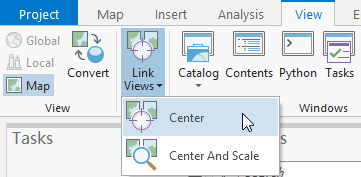 Project Map Insert Analysis View
Global
Local
Map
Convert
Link Views
Catalog Contents Python Tasks
View
Windows
Center
Center And Scale
Tasks